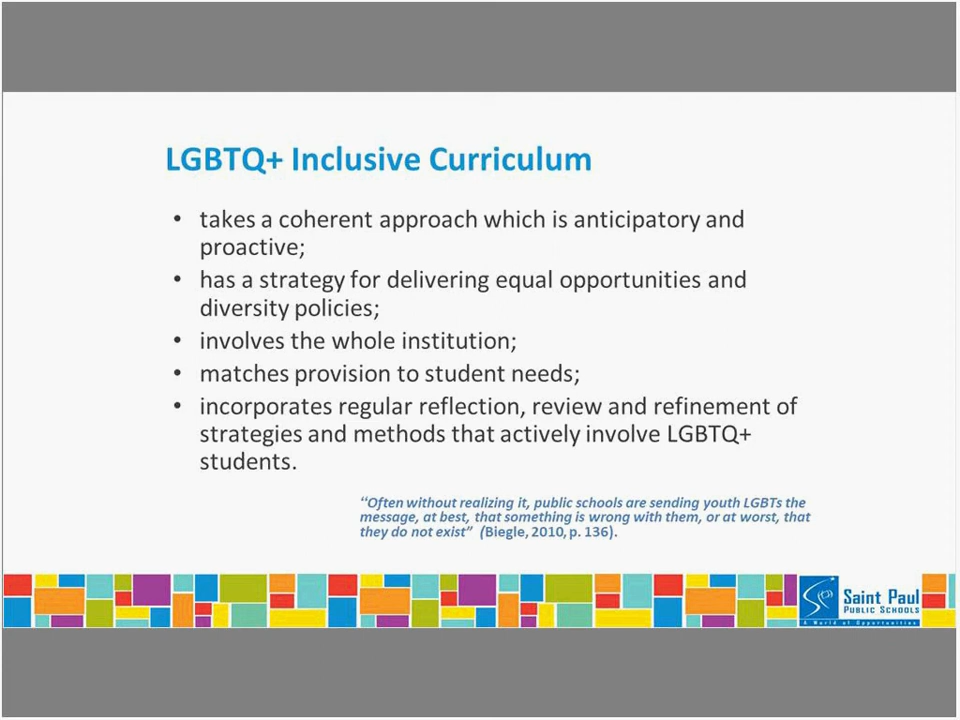 LGBTQ+ Inclusive Curriculum
• takes a coherent approach which is anticipatory and
proactive;
• has a strategy for delivering equal opportunities and
diversity policies;
• involves the whole institution;
• matches provision to student needs;
• incorporates regular reflection, review and refinement of
strategies and methods that actively involve LGBTQ+
students.
“Often without realizing it, public schools are sending youth LGBTs the
message, at best, that something is wrong with them, or at worst, that
they do not exist” (Biegle, 2010, p. 136).
Saint Paul
PUBLIC SCHOOLS
A World of Opportunities